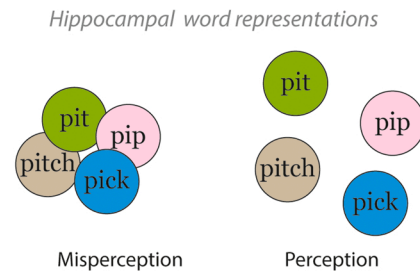 Hippocampal word representations
pit
pip
pitch
pick
pit
pip
pitch
pick
Misperception
Perception